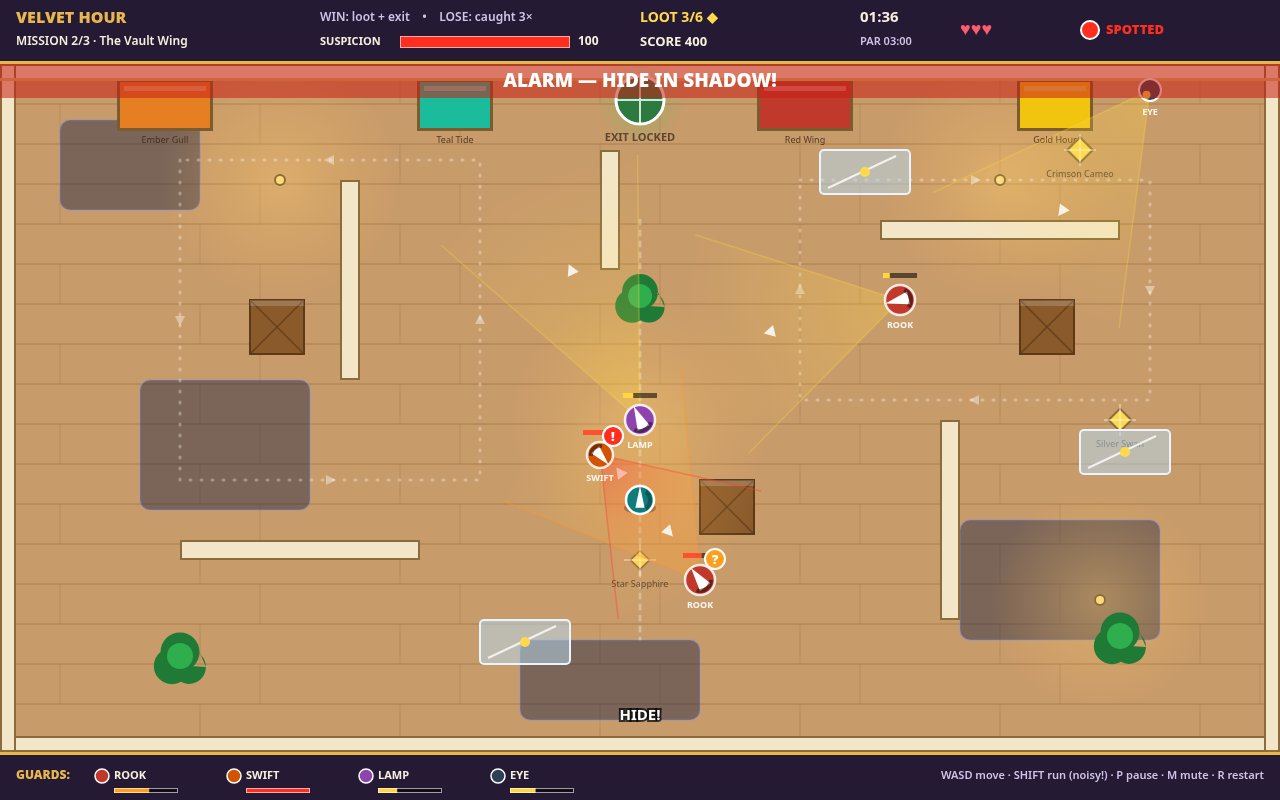 VELVET HOUR
MISSION 2/3 · The Vault Wing
WIN: loot + exit • LOSE: caught 3×
SUSPICION 100
LOOT 3/6 ◆
SCORE 400
01:36
PAR 03:00
♥♥♥
SPOTTED
ALARM — HIDE IN SHADOW!
Ember Gull
Teal Tide
EXIT LOCKED
Red Wing
Gold Hour
EYE
Crimson Cameo
ROOK
LAMP
!
SWIFT
Silver Swan
?
Star Sapphire
ROOK
HIDE!
GUARDS: ROOK SWIFT LAMP EYE
WASD move · SHIFT run (noisy!) · P pause · M mute · R restart